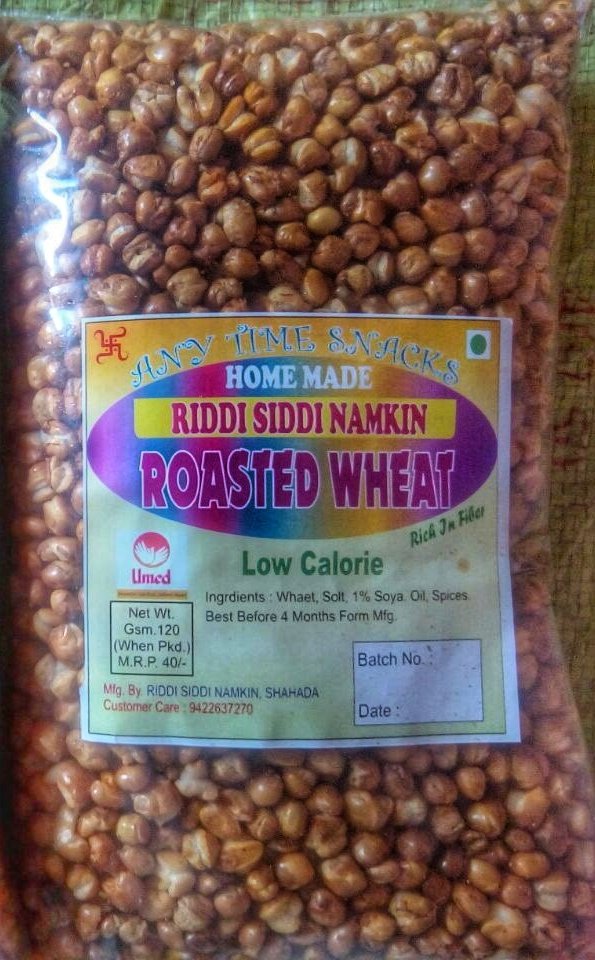 ANY TIME SNACKS
HOME MADE
RIDDI SIDDI NAMKIN
ROASTED WHEAT
Rich In Fiber
Low Calorie
Umed
Ingrdients : Whaet, Solt, 1% Soya. Oil, Spices.
Best Before 4 Months Form Mfg.
Net Wt.
Gsm.120
(When Pkd.)
M.R.P. 40/-
Batch No. :
Date :
Mfg. By. RIDDI SIDDI NAMKIN, SHAHADA
Customer Care : 9422637270